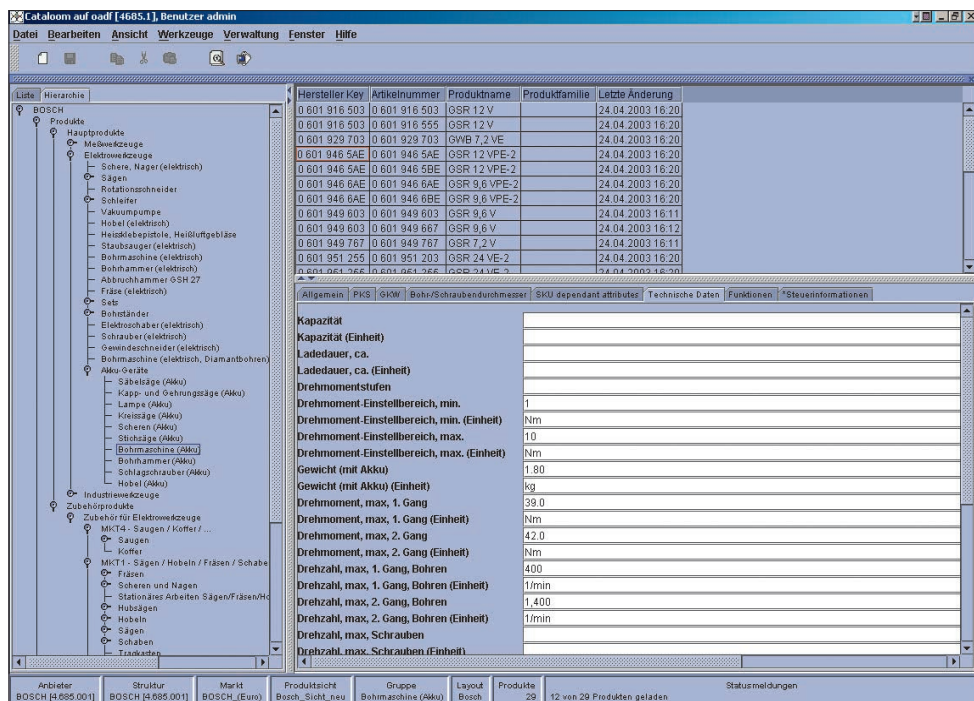 Cataloom auf oadf [4685.1], Benutzer admin
Datei Bearbeiten Ansicht Werkzeuge Verwaltung Fenster Hilfe
Liste Hierarchie
BOSCH
Produkte
Hauptprodukte
Meßwerkzeuge
Elektrowerkzeuge
Schere, Nager (elektrisch)
Sägen
Rotationsschneider
Schleifer
Vakuumpumpe
Hobel (elektrisch)
Heissklebepistole, Heißluftgebläse
Staubsauger (elektrisch)
Bohrmaschine (elektrisch)
Bohrhammer (elektrisch)
Abbruchhammer GSH 27
Fräse (elektrisch)
Sets
Bohrständer
Elektroschaber (elektrisch)
Schrauber (elektrisch)
Gewindeschneider (elektrisch)
Bohrmaschine (elektrisch, Diamantbohren)
Akku-Geräte
Säbelsäge (Akku)
Kapp- und Gehrungssäge (Akku)
Lampe (Akku)
Kreissäge (Akku)
Scheren (Akku)
Stichsäge (Akku)
Bohrmaschine (Akku)
Bohrhammer (Akku)
Schlagschrauber (Akku)
Hobel (Akku)
Industriewerkzeuge
Zubehörprodukte
Zubehör für Elektrowerkzeuge
MKT4 - Saugen / Koffer / ...
Saugen
Koffer
MKT1 - Sägen / Hobeln / Fräsen / Schabe
Fräsen
Scheren und Nagen
Stationäres Arbeiten Sägen/Fräsen/Ho
Hubsägen
Hobeln
Sägen
Schaben
Tragkasten
Hersteller Key Artikelnummer Produktname Produktfamilie Letzte Änderung
0 601 916 503 0 601 916 503 GSR 12 V 24.04.2003 16:20
0 601 916 503 0 601 916 555 GSR 12 V 24.04.2003 16:20
0 601 929 703 0 601 929 703 GWB 7,2 VE 24.04.2003 16:20
0 601 946 5AE 0 601 946 5AE GSR 12 VPE-2 24.04.2003 16:20
0 601 946 5AE 0 601 946 5BE GSR 12 VPE-2 24.04.2003 16:20
0 601 946 6AE 0 601 946 6AE GSR 9,6 VPE-2 24.04.2003 16:20
0 601 946 6AE 0 601 946 6BE GSR 9,6 VPE-2 24.04.2003 16:20
0 601 949 603 0 601 949 603 GSR 9,6 V 24.04.2003 16:11
0 601 949 603 0 601 949 667 GSR 9,6 V 24.04.2003 16:12
0 601 949 767 0 601 949 767 GSR 7,2 V 24.04.2003 16:11
0 601 951 255 0 601 951 203 GSR 24 VE-2 24.04.2003 16:20
0 601 951 255 0 601 951 255 GSR 24 VE-2 24.04.2003 16:20
Allgemein PKS GKW Bohr-/Schraubendurchmesser SKU dependant attributes Technische Daten Funktionen *Steuerinformationen
Kapazität
Kapazität (Einheit)
Ladedauer, ca.
Ladedauer, ca. (Einheit)
Drehmomentstufen
Drehmoment-Einstellbereich, min. 1
Drehmoment-Einstellbereich, min. (Einheit) Nm
Drehmoment-Einstellbereich, max. 10
Drehmoment-Einstellbereich, max. (Einheit) Nm
Gewicht (mit Akku) 1.80
Gewicht (mit Akku) (Einheit) kg
Drehmoment, max, 1. Gang 39.0
Drehmoment, max, 1. Gang (Einheit) Nm
Drehmoment, max, 2. Gang 42.0
Drehmoment, max, 2. Gang (Einheit) Nm
Drehzahl, max, 1. Gang, Bohren 400
Drehzahl, max, 1. Gang, Bohren (Einheit) 1/min
Drehzahl, max, 2. Gang, Bohren 1,400
Drehzahl, max, 2. Gang, Bohren (Einheit) 1/min
Drehzahl, max, Schrauben
Drehzahl, max, Schrauben (Einheit)
Anbieter Struktur Markt Produktsicht Gruppe Layout Produkte Statusmeldungen
BOSCH [4.685.001] BOSCH [4.685.001] BOSCH_(Euro) Bosch_Sicht_neu Bohrmaschine (Akku) Bosch 29 12 von 29 Produkten geladen